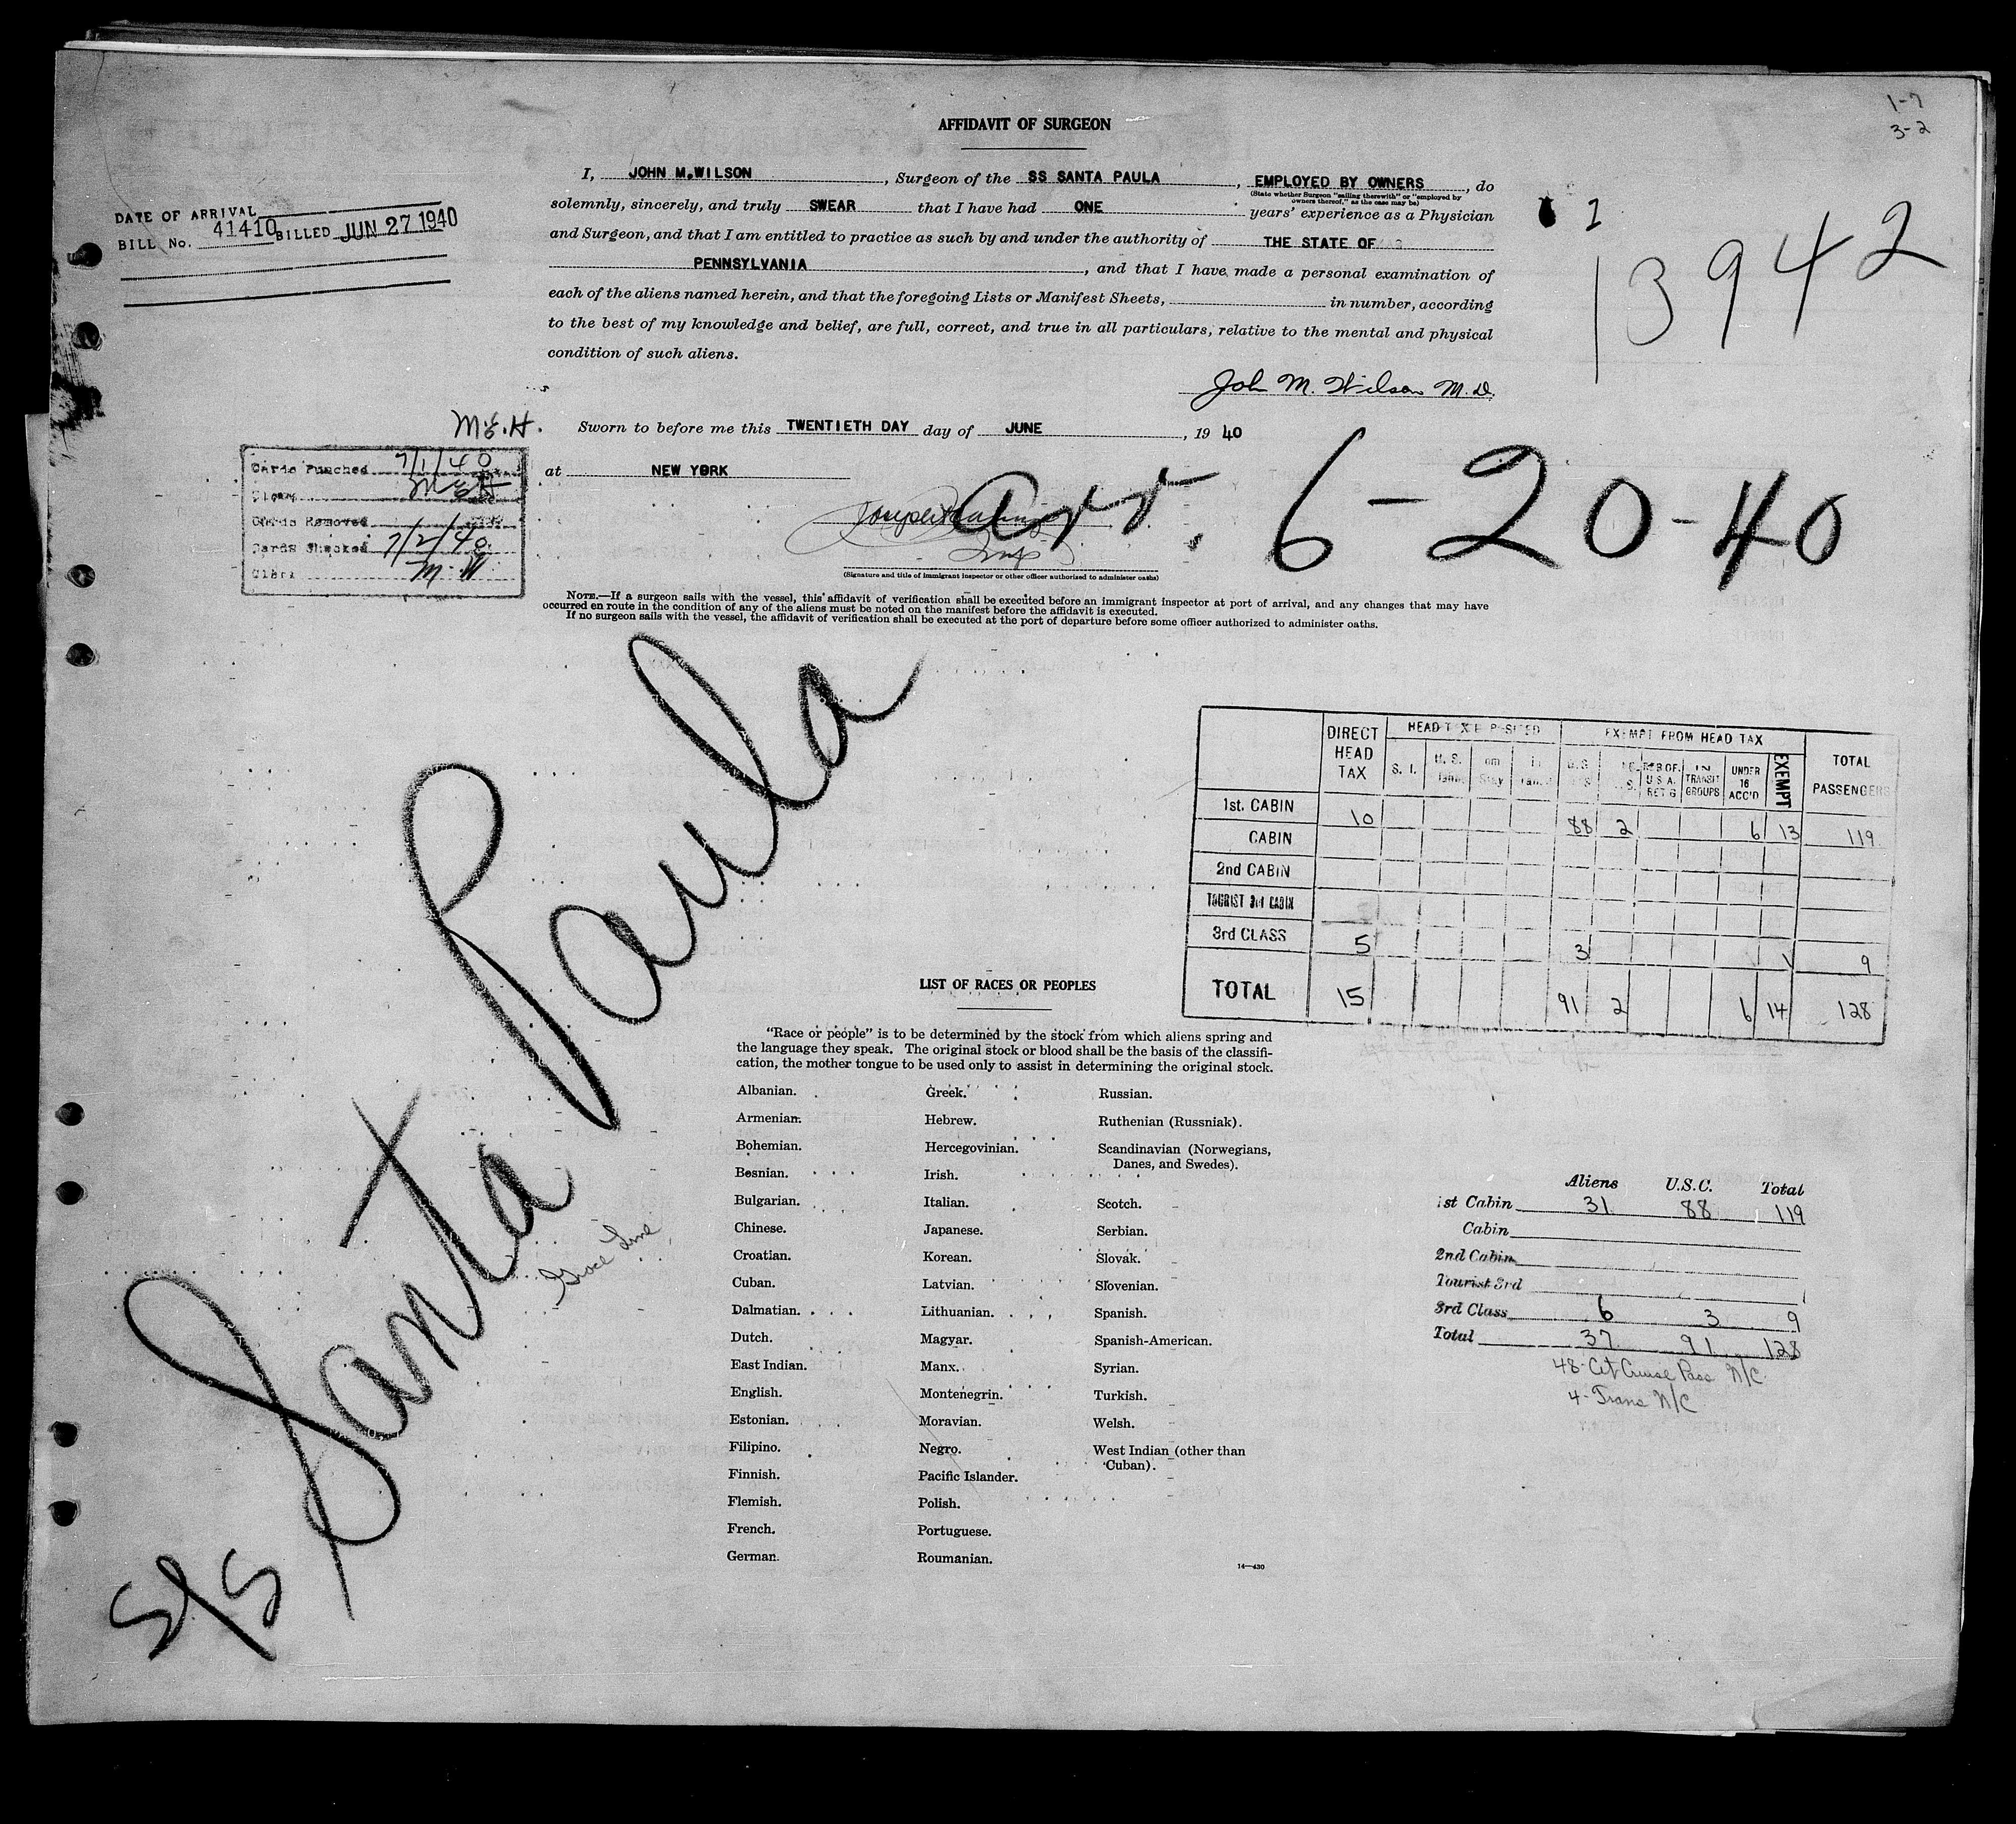 1-7
3-2
AFFIDAVIT OF SURGEON
I, JOHN M.WILSON, Surgeon of the SS SANTA PAULA, EMPLOYED BY OWNERS, do
(State whether Surgeon "sailing therewith" or "employed by owners thereof," as the case may be)
solemnly, sincerely, and truly SWEAR that I have had ONE years' experience as a Physician
and Surgeon, and that I am entitled to practice as such by and under the authority of THE STATE OF
PENNSYLVANIA, and that I have made a personal examination of
each of the aliens named herein, and that the foregoing Lists or Manifest Sheets, in number, according
to the best of my knowledge and belief, are full, correct, and true in all particulars, relative to the mental and physical
condition of such aliens.
John M. Wilson M.D.
DATE OF ARRIVAL
BILL No. 41410 BILLED JUN 27 1940
1
13942
M.E.H.
Sworn to before me this TWENTIETH DAY day of JUNE, 19 40
at NEW YORK
Cards Punched 7/1/40
Clerk MEH
Cards Removed
Cards Checked 7/2/40
Clerk M.W.
Arr. 6-20-40
Insp
(Signature and title of immigrant inspector or other officer authorized to administer oaths)
NOTE.—If a surgeon sails with the vessel, this affidavit of verification shall be executed before an immigrant inspector at port of arrival, and any changes that may have
occurred en route in the condition of any of the aliens must be noted on the manifest before the affidavit is executed.
If no surgeon sails with the vessel, the affidavit of verification shall be executed at the port of departure before some officer authorized to administer oaths.
S/S Santa Paula
Grace Line
DIRECT HEAD TAX
EXEMPT FROM HEAD TAX
TOTAL PASSENGERS
S. I. U. S. IN TRANSIT GROUPS UNDER 16 ACC'D EXEMPT
1st. CABIN 10 88 2 6 13 119
CABIN
2nd CABIN
TOURIST 3rd CABIN
3rd CLASS 5 3 1 9
TOTAL 15 91 2 6 14 128
LIST OF RACES OR PEOPLES
"Race or people" is to be determined by the stock from which aliens spring and
the language they speak. The original stock or blood shall be the basis of the classifi-
cation, the mother tongue to be used only to assist in determining the original stock.
Albanian.
Armenian.
Bohemian.
Bosnian.
Bulgarian.
Chinese.
Croatian.
Cuban.
Dalmatian.
Dutch.
East Indian.
English.
Estonian.
Filipino.
Finnish.
Flemish.
French.
German.
Greek.
Hebrew.
Hercegovinian.
Irish.
Italian.
Japanese.
Korean.
Latvian.
Lithuanian.
Magyar.
Manx.
Montenegrin.
Moravian.
Negro.
Pacific Islander.
Polish.
Portuguese.
Roumanian.
Russian.
Ruthenian (Russniak).
Scandinavian (Norwegians,
Danes, and Swedes).
Scotch.
Serbian.
Slovak.
Slovenian.
Spanish.
Spanish-American.
Syrian.
Turkish.
Welsh.
West Indian (other than
Cuban).
14—430
Aliens U.S.C. Total
1st Cabin 31 88 119
Cabin
2nd Cabin
Tourist 3rd
3rd Class 6 3 9
Total 37 91 128
48-Cit Cruise Pass N/C
4-Trans N/C